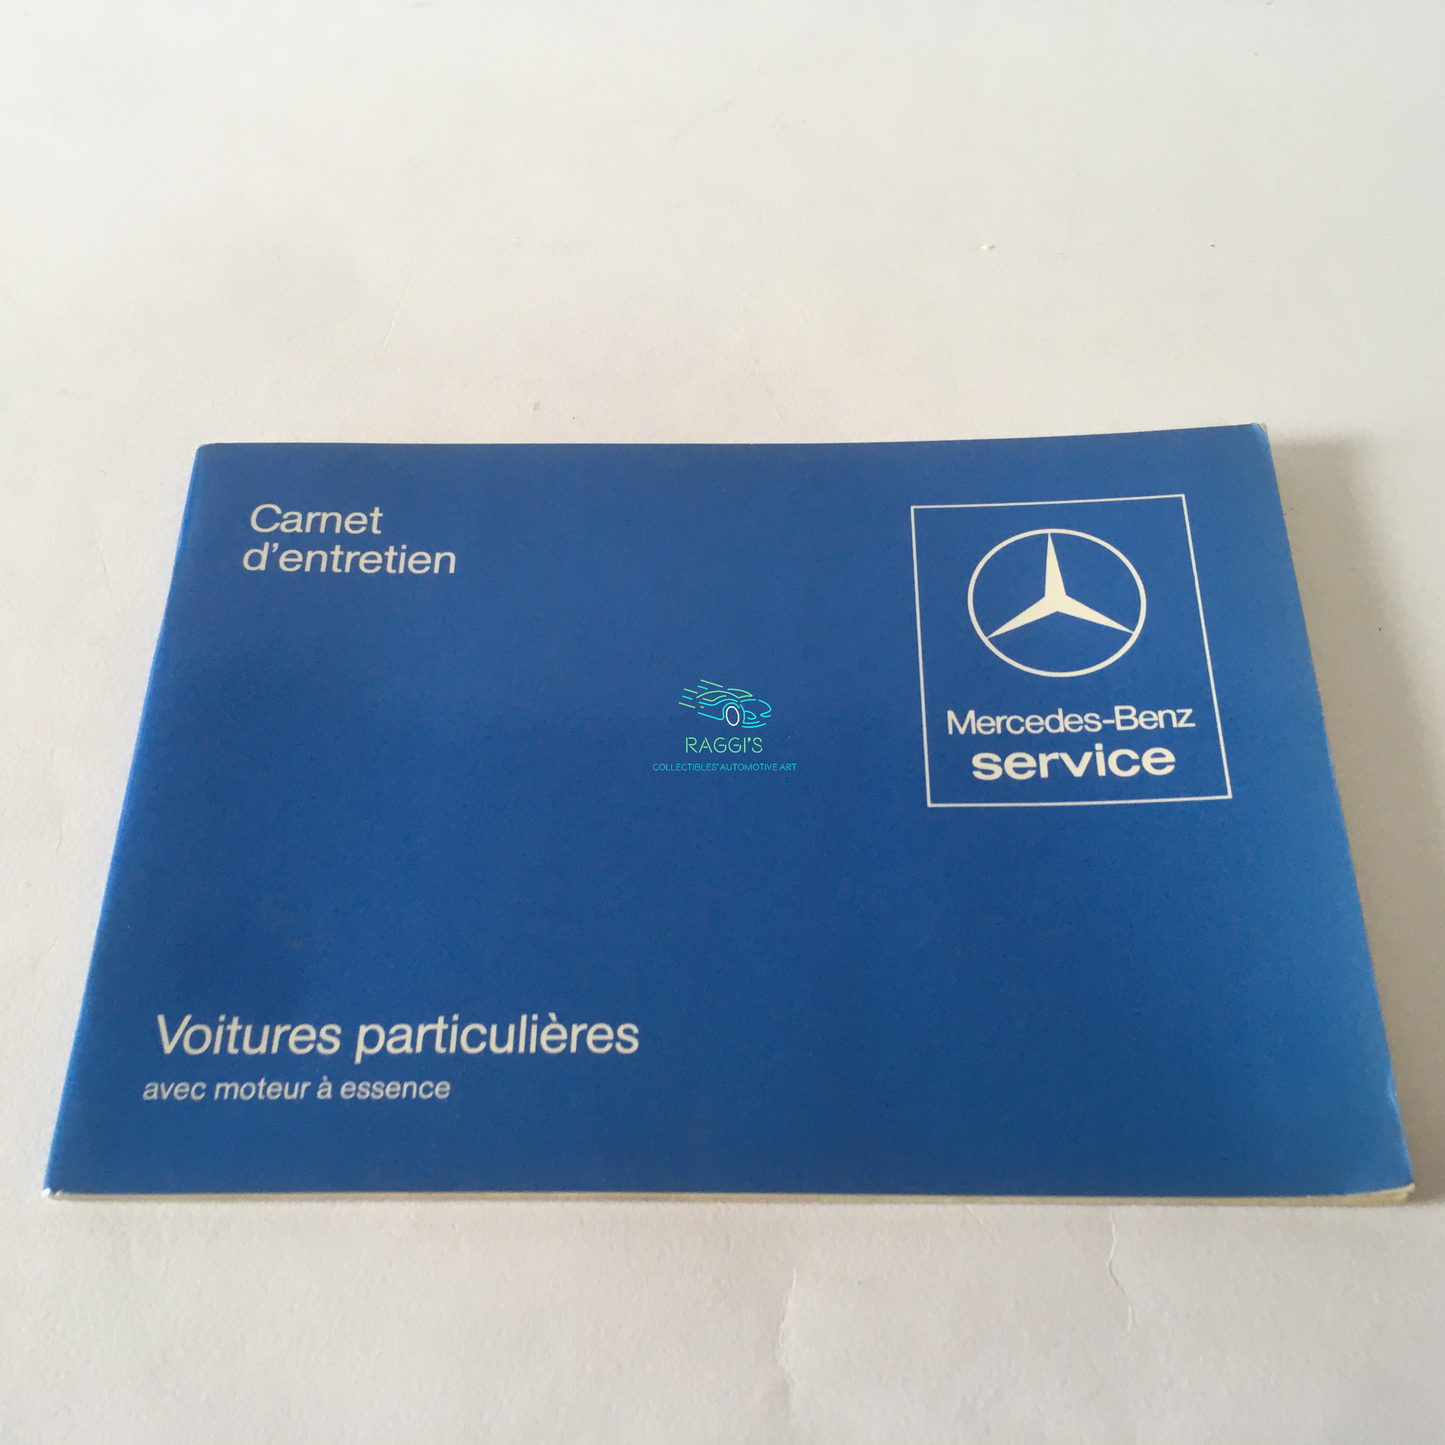 Carnet
d'entretien
Mercedes-Benz
service
RAGGI'S
COLLECTIBLES' AUTOMOTIVE ART
Voitures particulières
avec moteur à essence